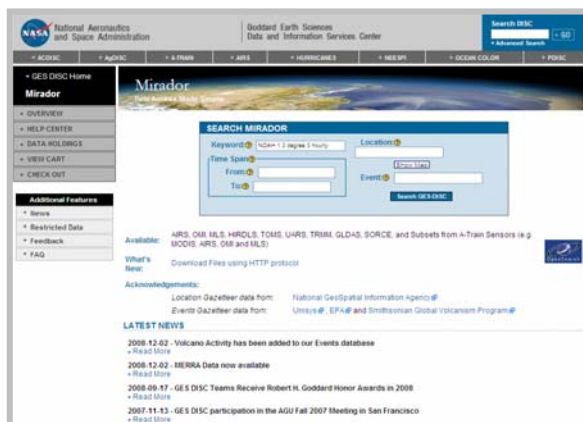 NASA
National Aeronautics
and Space Administration
Goddard Earth Sciences
Data and Information Services Center
Search DISC
GO
+ Advanced Search
+ ACDISC
+ AgDISC
+ A-TRAIN
+ AIRS
+ HURRICANES
+ NEESPI
+ OCEAN COLOR
+ PDISC
+ GES DISC Home
Mirador
+ OVERVIEW
+ HELP CENTER
+ DATA HOLDINGS
+ VIEW CART
+ CHECK OUT
Additional Features
News
Restricted Data
Feedback
FAQ
Mirador
Data Access Made Simple
SEARCH MIRADOR
Keyword:
hourly
Location:
Show Map
Time Span
From:
To:
Event:
Search GES-DISC
Available:
AIRS, OMI, MLS, HIRDLS, TOMS, UARS, TRMM, GLDAS, SORCE, and Subsets from A-Train Sensors (e.g
MODIS, AIRS, OMI and MLS)
What's
New:
Download Files using HTTP protocol
Acknowledgements:
Location Gazetteer data from:
National GeoSpatial Information Agency
Events Gazetteer data from:
Unisys, EPA and Smithsonian Global Volcanism Program
LATEST NEWS
2008-12-02 - Volcano Activity has been added to our Events database
+ Read More
2008-12-02 - MERRA Data now available
+ Read More
2008-09-17 - GES DISC Teams Receive Robert H. Goddard Honor Awards in 2008
+ Read More
2007-11-13 - GES DISC participation in the AGU Fall 2007 Meeting in San Francisco
+ Read More